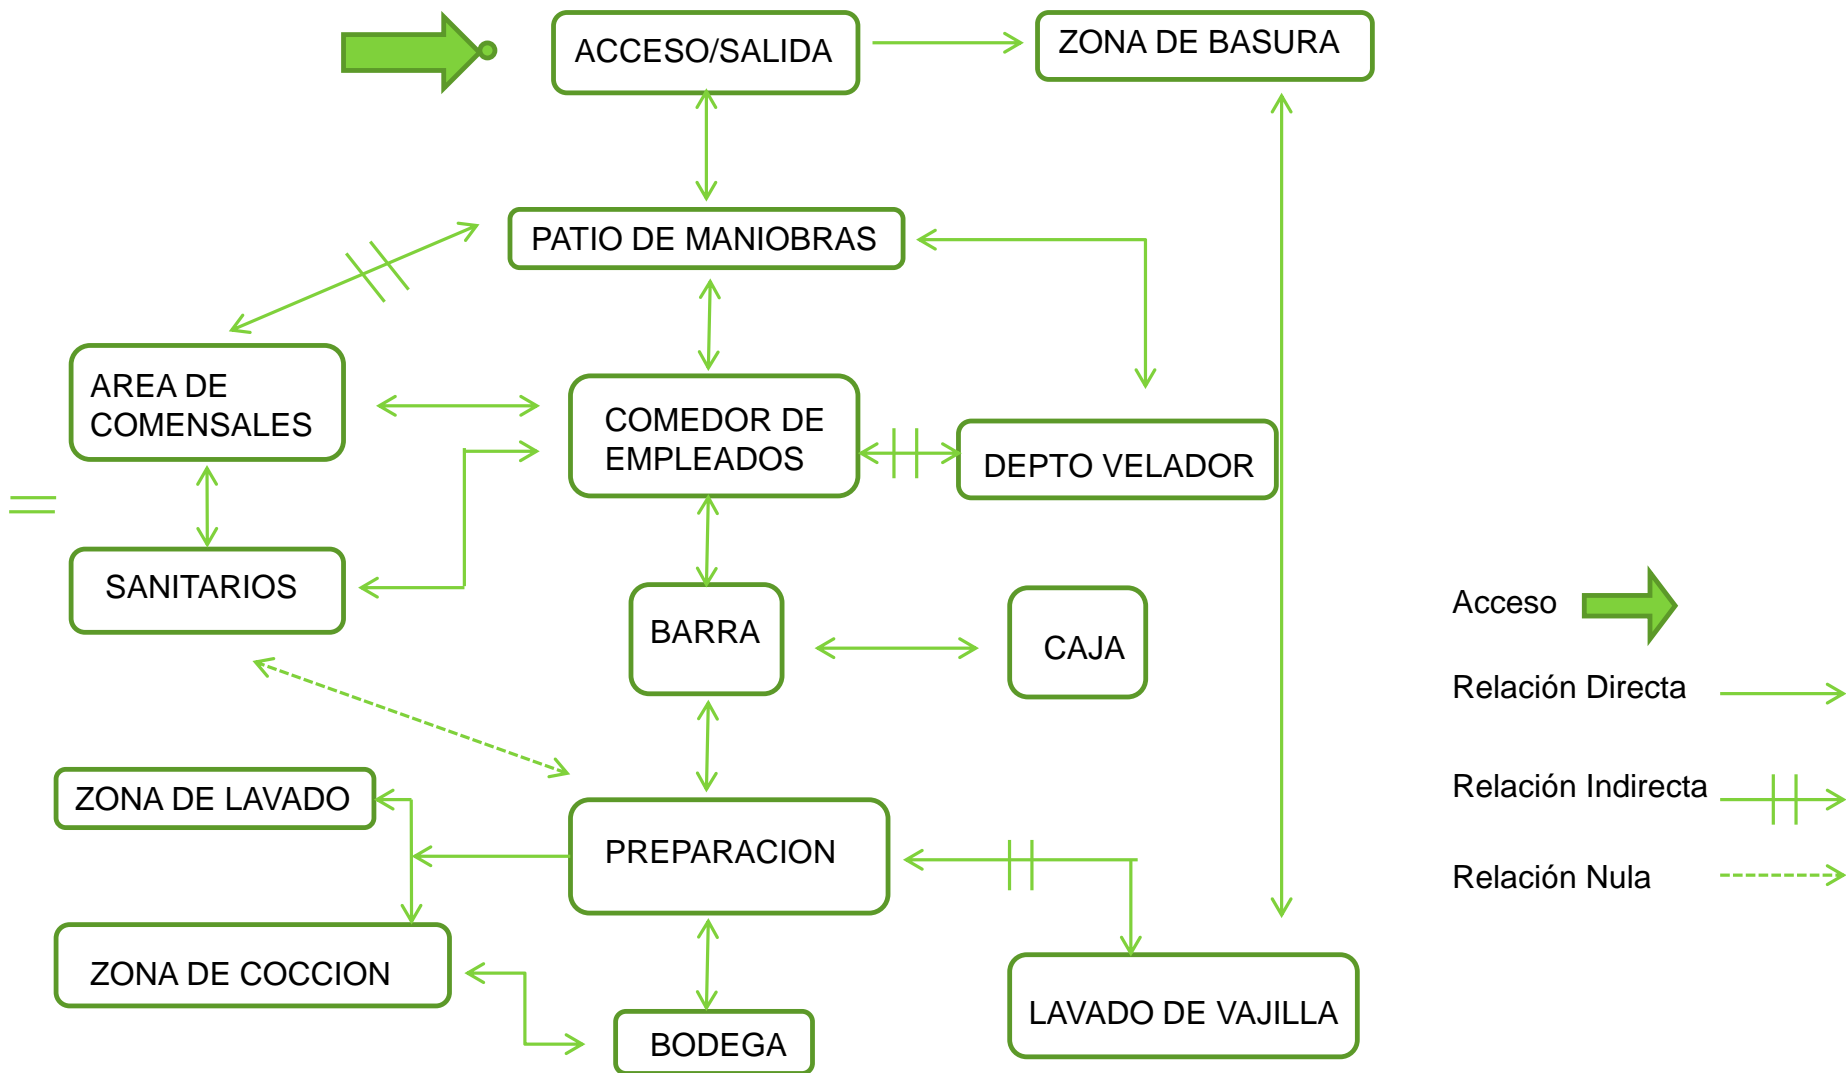 ACCESO/SALIDA
ZONA DE BASURA
PATIO DE MANIOBRAS
AREA DE
COMENSALES
COMEDOR DE
EMPLEADOS
DEPTO VELADOR
SANITARIOS
BARRA
CAJA
Acceso
Relación Directa
Relación Indirecta
Relación Nula
ZONA DE LAVADO
PREPARACION
ZONA DE COCCION
LAVADO DE VAJILLA
BODEGA